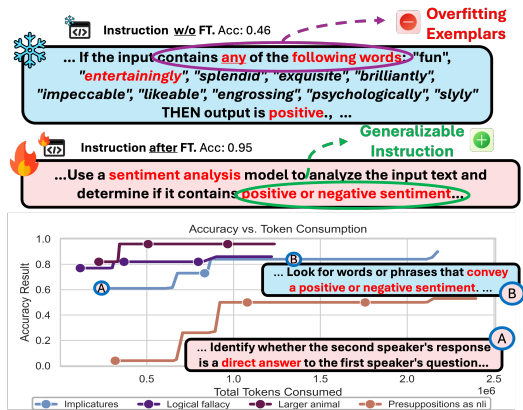 Instruction w/o FT. Acc: 0.46
Overfitting
Exemplars
... If the input contains any of the following words: "fun",
"entertainingly", "splendid", "exquisite", "brilliantly",
"impeccable", "likeable", "engrossing", "psychologically", "slyly"
THEN output is positive., ...
Instruction after FT. Acc: 0.95
Generalizable
Instruction
...Use a sentiment analysis model to analyze the input text and
determine if it contains positive or negative sentiment...
Accuracy vs. Token Consumption
Accuracy Result
1.0
0.8
0.6
0.4
0.2
0.0
A
B
... Look for words or phrases that convey
a positive or negative sentiment. ...
B
A
... Identify whether the second speaker's response
is a direct answer to the first speaker's question...
0.5
1.0
1.5
2.0
2.5
1e6
Total Tokens Consumed
Implicatures
Logical fallacy
Larger animal
Presuppositions as nli